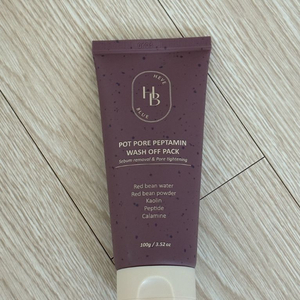 HEVE
HB
BLUE
POT PORE PEPTAMIN
WASH OFF PACK
Sebum removal & Pore tightening
Red bean water
Red bean powder
Kaolin
Peptide
Calamine
100g / 3.52 oz